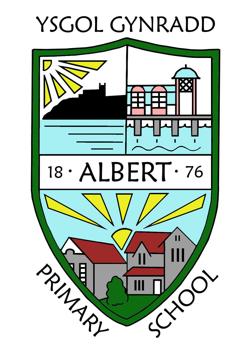 YSGOL GYNRADD
18 · ALBERT · 76
PRIMARY SCHOOL